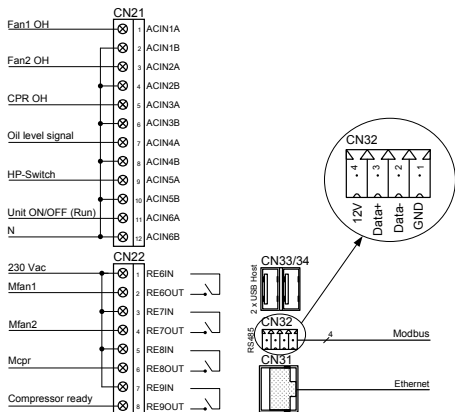 CN21
Fan1 OH 1 ACIN1A
2 ACIN1B
Fan2 OH 3 ACIN2A
4 ACIN2B
CPR OH 5 ACIN3A
6 ACIN3B
Oil level signal 7 ACIN4A
8 ACIN4B
HP-Switch 9 ACIN5A
10 ACIN5B
Unit ON/OFF (Run) 11 ACIN6A
N 12 ACIN6B
CN22
230 Vac 1 RE6IN
Mfan1 2 RE6OUT
3 RE7IN
Mfan2 4 RE7OUT
5 RE8IN
Mcpr 6 RE8OUT
7 RE9IN
Compressor ready 8 RE9OUT
CN32
4 3 2 1
12V Data+ Data- GND
CN33/34
2 x USB Host
CN32
RS485
4 Modbus
CN31
Ethernet